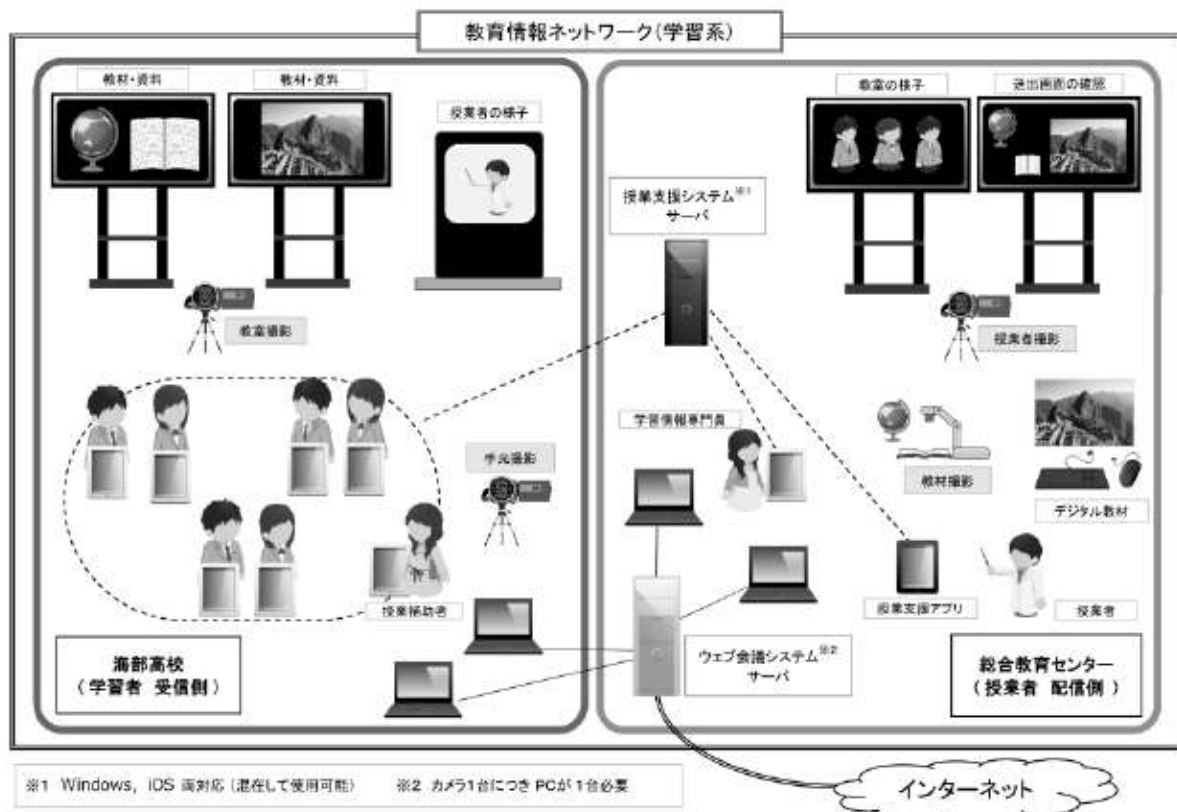 教育情報ネットワーク(学習系)
教材・資料
教材・資料
授業者の様子
教室撮影
手元撮影
授業補助者
海部高校
(学習者 受信側)
教室の様子
送出画面の確認
授業支援システム※1
サーバ
授業者撮影
学習情報専門員
教材撮影
デジタル教材
授業支援アプリ
授業者
ウェブ会議システム※2
サーバ
総合教育センター
(授業者 配信側)
※1 Windows, iOS 両対応(混在して使用可能) ※2 カメラ1台につき PCが1台必要
インターネット